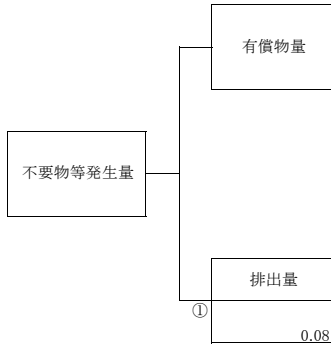 有償物量
不要物等発生量
排出量
①
0.08